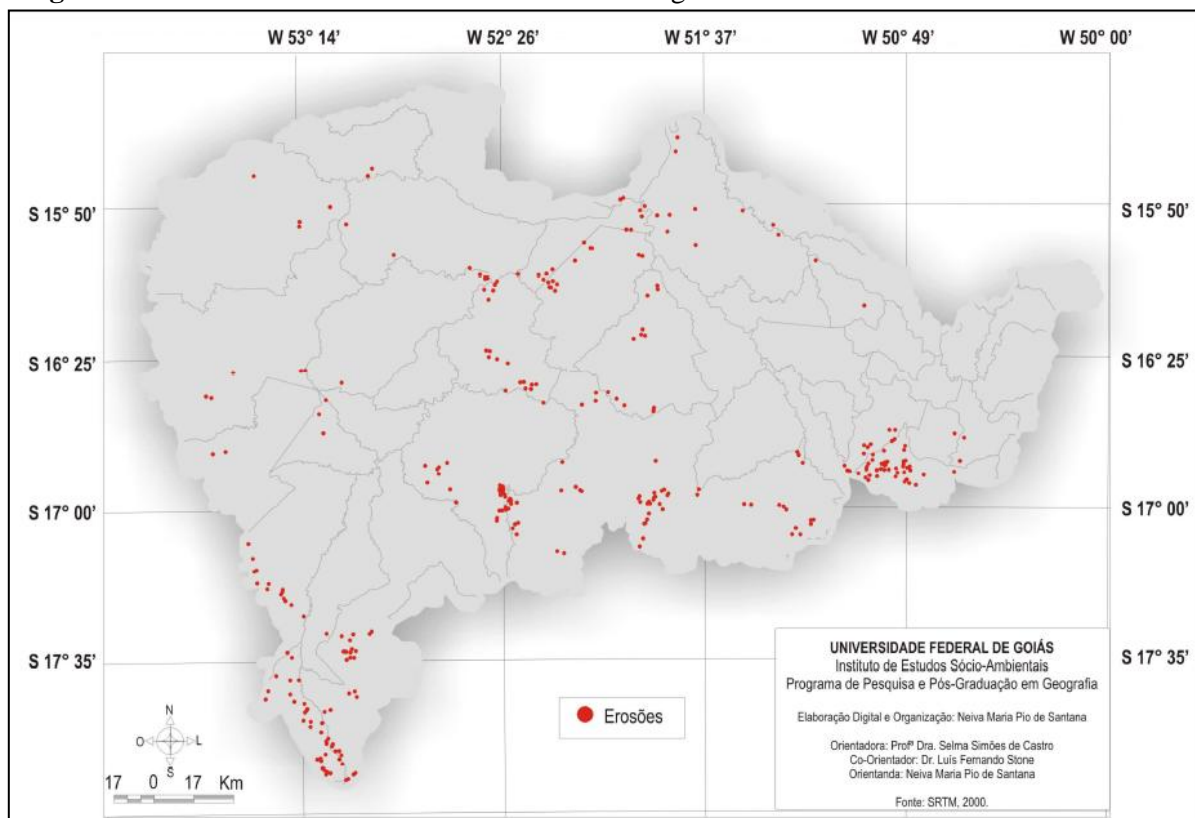 W 53° 14’ W 52° 26’ W 51° 37’ W 50° 49’ W 50° 00’
S 15° 50’ S 15° 50’
S 16° 25’ S 16° 25’
S 17° 00’ S 17° 00’
S 17° 35’ S 17° 35’
Erosões
N
O L
S
17 0 17 Km
UNIVERSIDADE FEDERAL DE GOIÁS
Instituto de Estudos Sócio-Ambientais
Programa de Pesquisa e Pós-Graduação em Geografia
Elaboração Digital e Organização: Neiva Maria Pio de Santana
Orientadora: Profª Dra. Selma Simões de Castro
Co-Orientador: Dr. Luís Fernando Stone
Orientanda: Neiva Maria Pio de Santana
Fonte: SRTM, 2000.